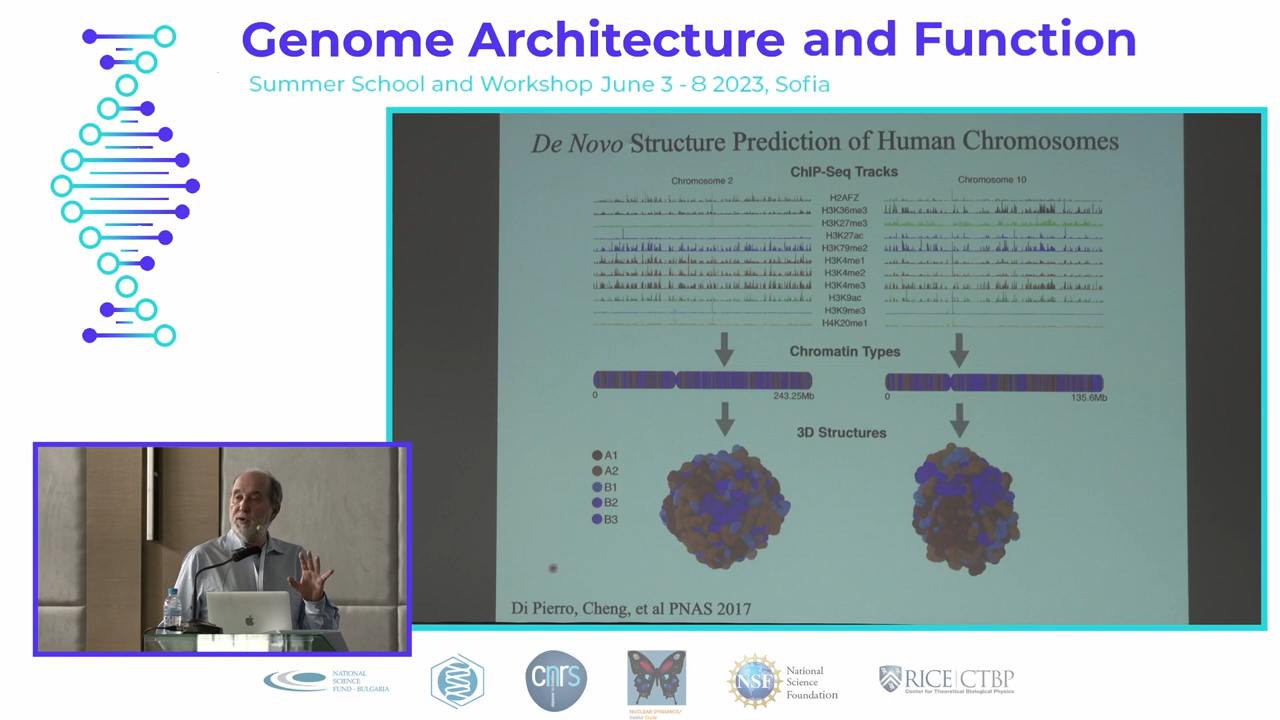 Genome Architecture and Function
Summer School and Workshop June 3 - 8 2023, Sofia
De Novo Structure Prediction of Human Chromosomes
ChIP-Seq Tracks
Chromosome 2
Chromosome 10
H2AFZ
H3K36me3
H3K27me3
H3K27ac
H3K79me2
H3K4me1
H3K4me2
H3K4me3
H3K9ac
H3K9me3
H4K20me1
Chromatin Types
0 243.25Mb
0 135.6Mb
3D Structures
A1
A2
B1
B2
B3
Di Pierro, Cheng, et al PNAS 2017
NATIONAL
SCIENCE
FUND - BULGARIA
cnrs
NUCLEAR DYNAMICS/
Institut Curie
NSF
National
Science
Foundation
RICE | CTBP
Center for Theoretical Biological Physics